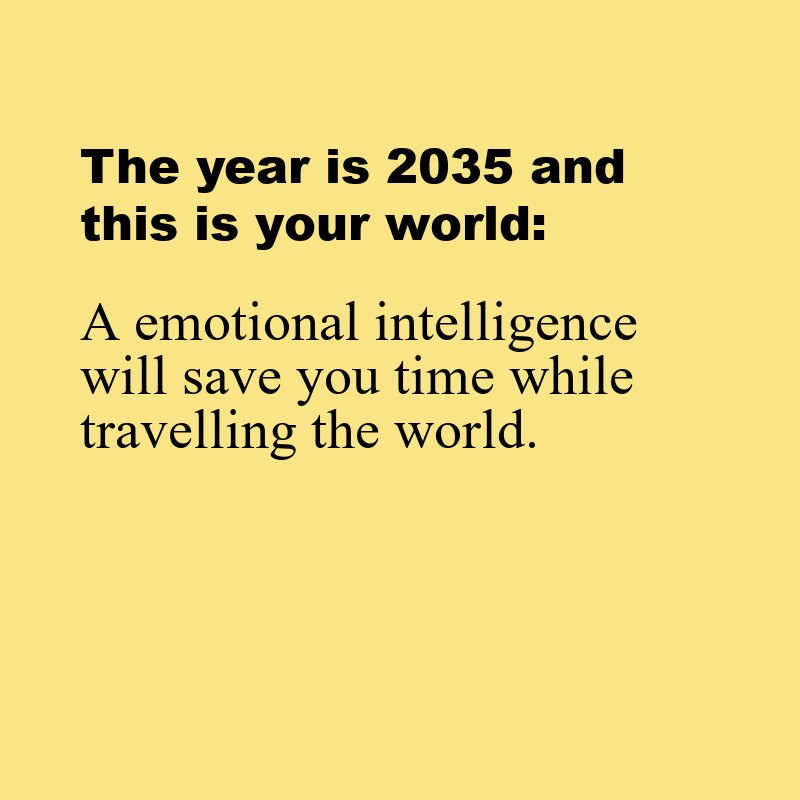 The year is 2035 and
this is your world:
A emotional intelligence
will save you time while
travelling the world.